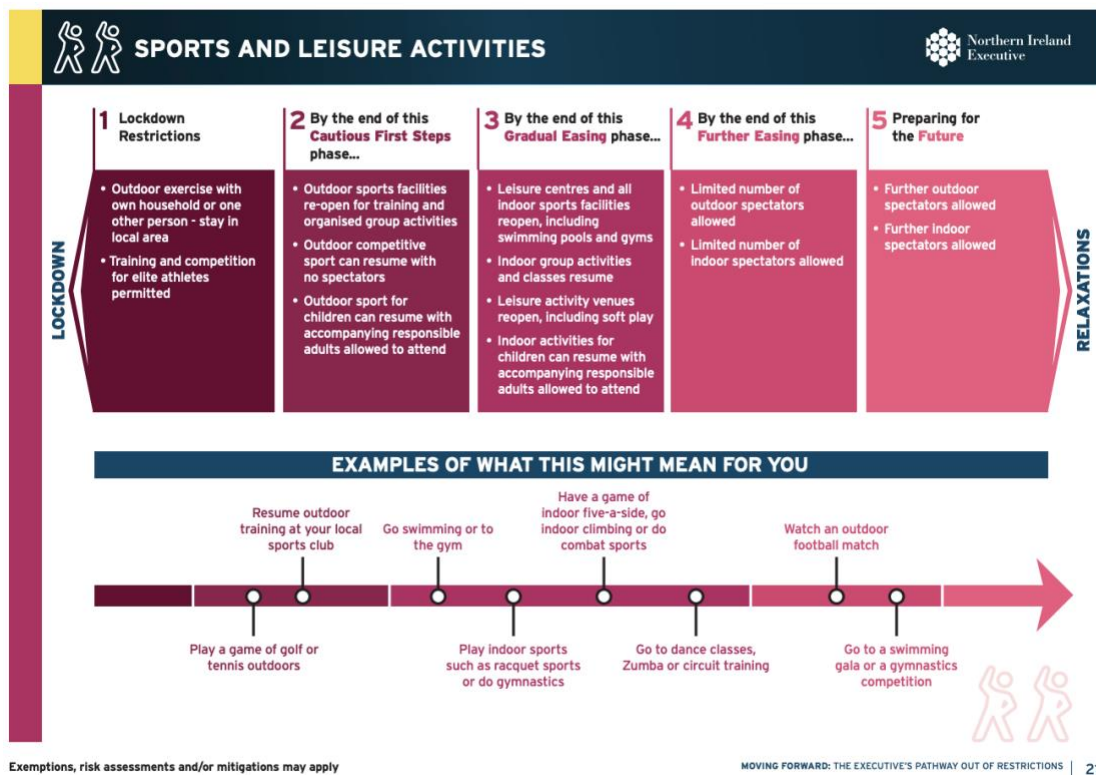 SPORTS AND LEISURE ACTIVITIES
Northern Ireland
Executive
LOCKDOWN
1 Lockdown
Restrictions
• Outdoor exercise with
own household or one
other person - stay in
local area
• Training and competition
for elite athletes
permitted
2 By the end of this
Cautious First Steps
phase...
• Outdoor sports facilities
re-open for training and
organised group activities
• Outdoor competitive
sport can resume with
no spectators
• Outdoor sport for
children can resume with
accompanying responsible
adults allowed to attend
3 By the end of this
Gradual Easing phase...
• Leisure centres and all
indoor sports facilities
reopen, including
swimming pools and gyms
• Indoor group activities
and classes resume
• Leisure activity venues
reopen, including soft play
• Indoor activities for
children can resume with
accompanying responsible
adults allowed to attend
4 By the end of this
Further Easing phase...
• Limited number of
outdoor spectators
allowed
• Limited number of
indoor spectators allowed
5 Preparing for
the Future
• Further outdoor
spectators allowed
• Further indoor
spectators allowed
RELAXATIONS
EXAMPLES OF WHAT THIS MIGHT MEAN FOR YOU
Play a game of golf or
tennis outdoors
Resume outdoor
training at your local
sports club
Go swimming or to
the gym
Play indoor sports
such as racquet sports
or do gymnastics
Have a game of
indoor five-a-side, go
indoor climbing or do
combat sports
Go to dance classes,
Zumba or circuit training
Watch an outdoor
football match
Go to a swimming
gala or a gymnastics
competition
Exemptions, risk assessments and/or mitigations may apply
MOVING FORWARD: THE EXECUTIVE'S PATHWAY OUT OF RESTRICTIONS